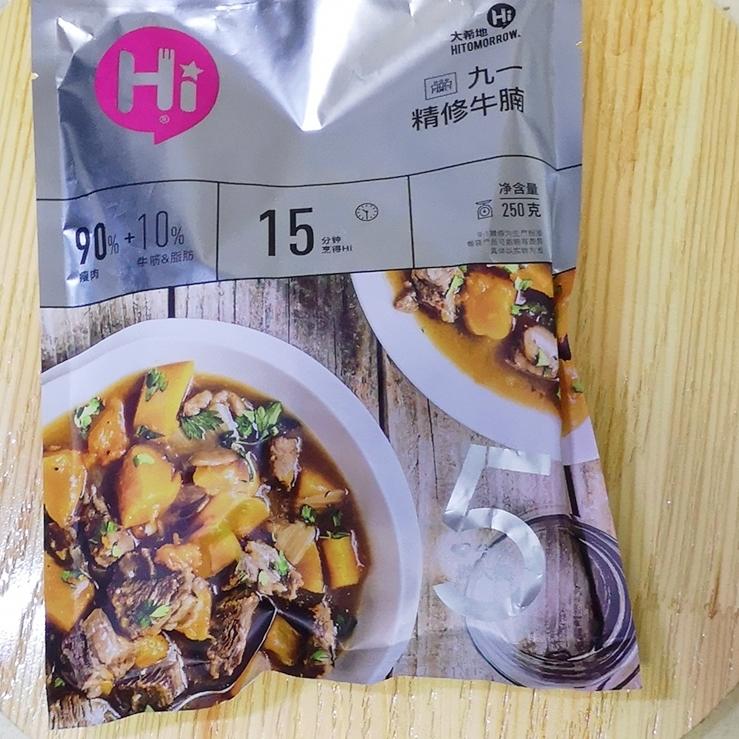 Hi
®
Hi
大希地
HITOMORROW
九一
精修牛腩
90%
瘦肉
+
10%
牛筋&脂肪
15
分钟
烹得Hi
净含量
250克
5